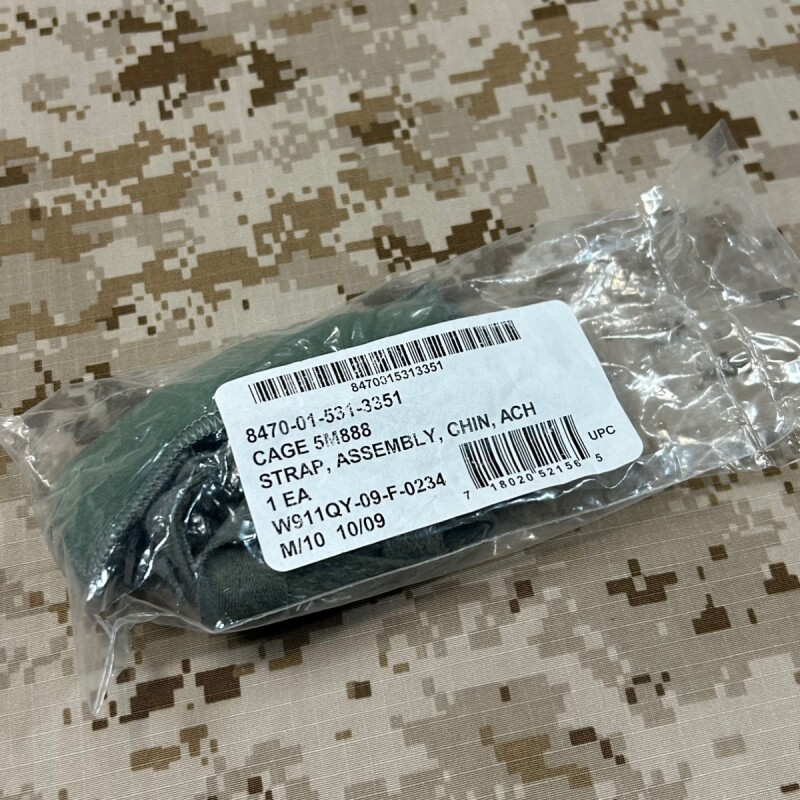 8470015313351
8470-01-531-3351
CAGE 5M888
STRAP, ASSEMBLY, CHIN, ACH
1 EA
W911QY-09-F-0234
M/10 10/09
UPC
7 18020 52156 5